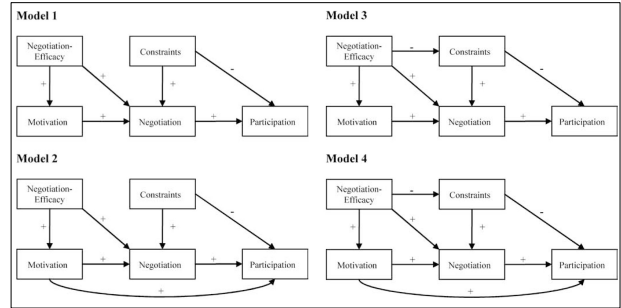 Model 1
Negotiation-
Efficacy
Constraints
-
+
+
+
Motivation
+
Negotiation
+
Participation
Model 3
Negotiation-
Efficacy
-
Constraints
-
+
+
+
Motivation
+
Negotiation
+
Participation
Model 2
Negotiation-
Efficacy
Constraints
-
+
+
+
Motivation
+
Negotiation
+
Participation
+
Model 4
Negotiation-
Efficacy
-
Constraints
-
+
+
+
Motivation
+
Negotiation
+
Participation
+